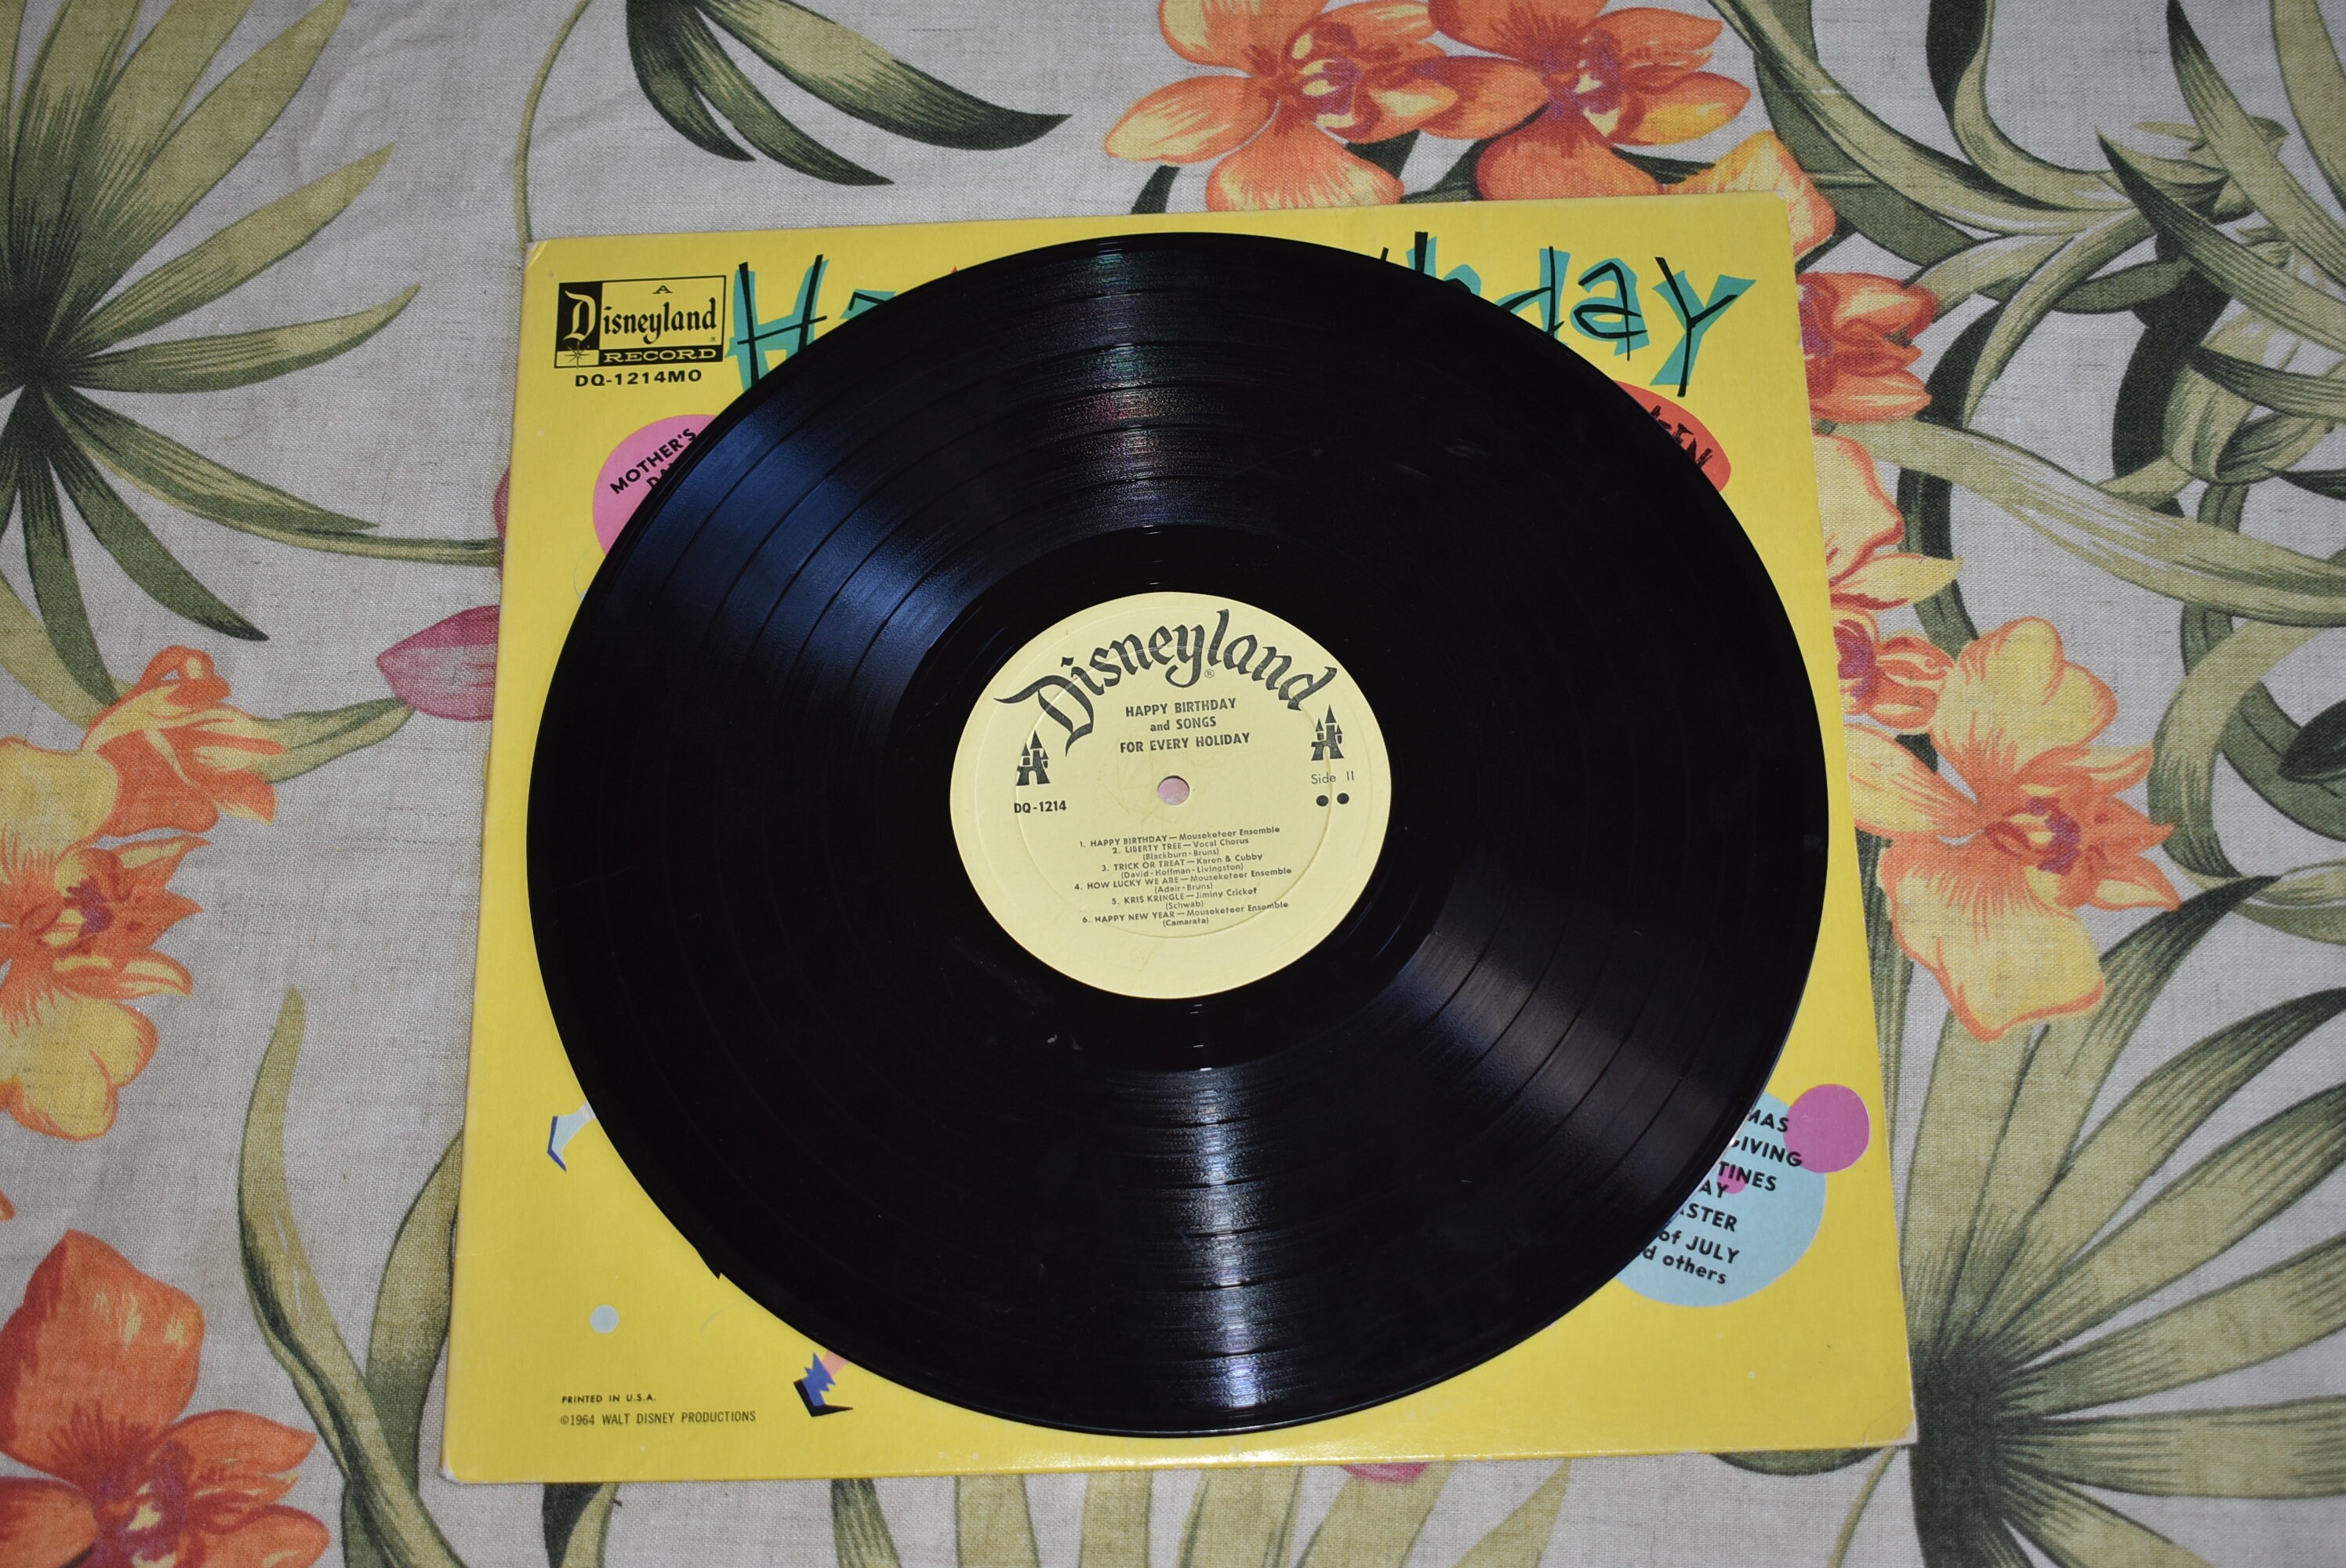 A
Disneyland
RECORD
DQ-1214MO
day
MOTHER'S
Disneyland
®
HAPPY BIRTHDAY
and SONGS
FOR EVERY HOLIDAY
Side II
DQ-1214
1. HAPPY BIRTHDAY — Mouseketeer Ensemble
2. LIBERTY TREE — Vocal Chorus
(Blackburn - Bruns)
3. TRICK OR TREAT — Karen & Cubby
(David - Hoffman - Livingston)
4. HOW LUCKY WE ARE — Mouseketeer Ensemble
(Adair - Bruns)
5. KRIS KRINGLE — Jiminy Cricket
(Schwab)
6. HAPPY NEW YEAR — Mouseketeer Ensemble
(Camarata)
MAS
GIVING
TINES
AY
ASTER
of JULY
d others
PRINTED IN U.S.A.
©1964 WALT DISNEY PRODUCTIONS